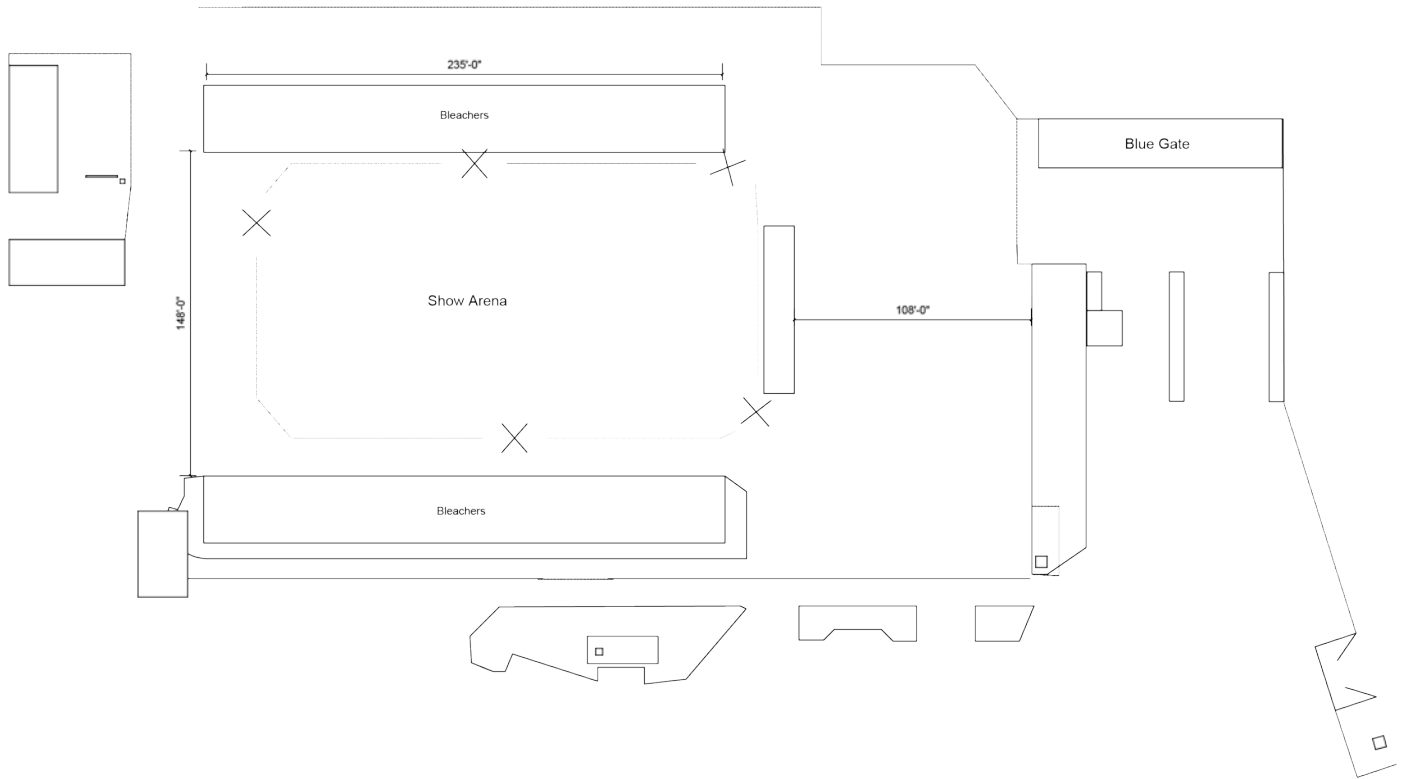 235'-0"
Bleachers
Blue Gate
148'-0"
Show Arena
108'-0"
Bleachers